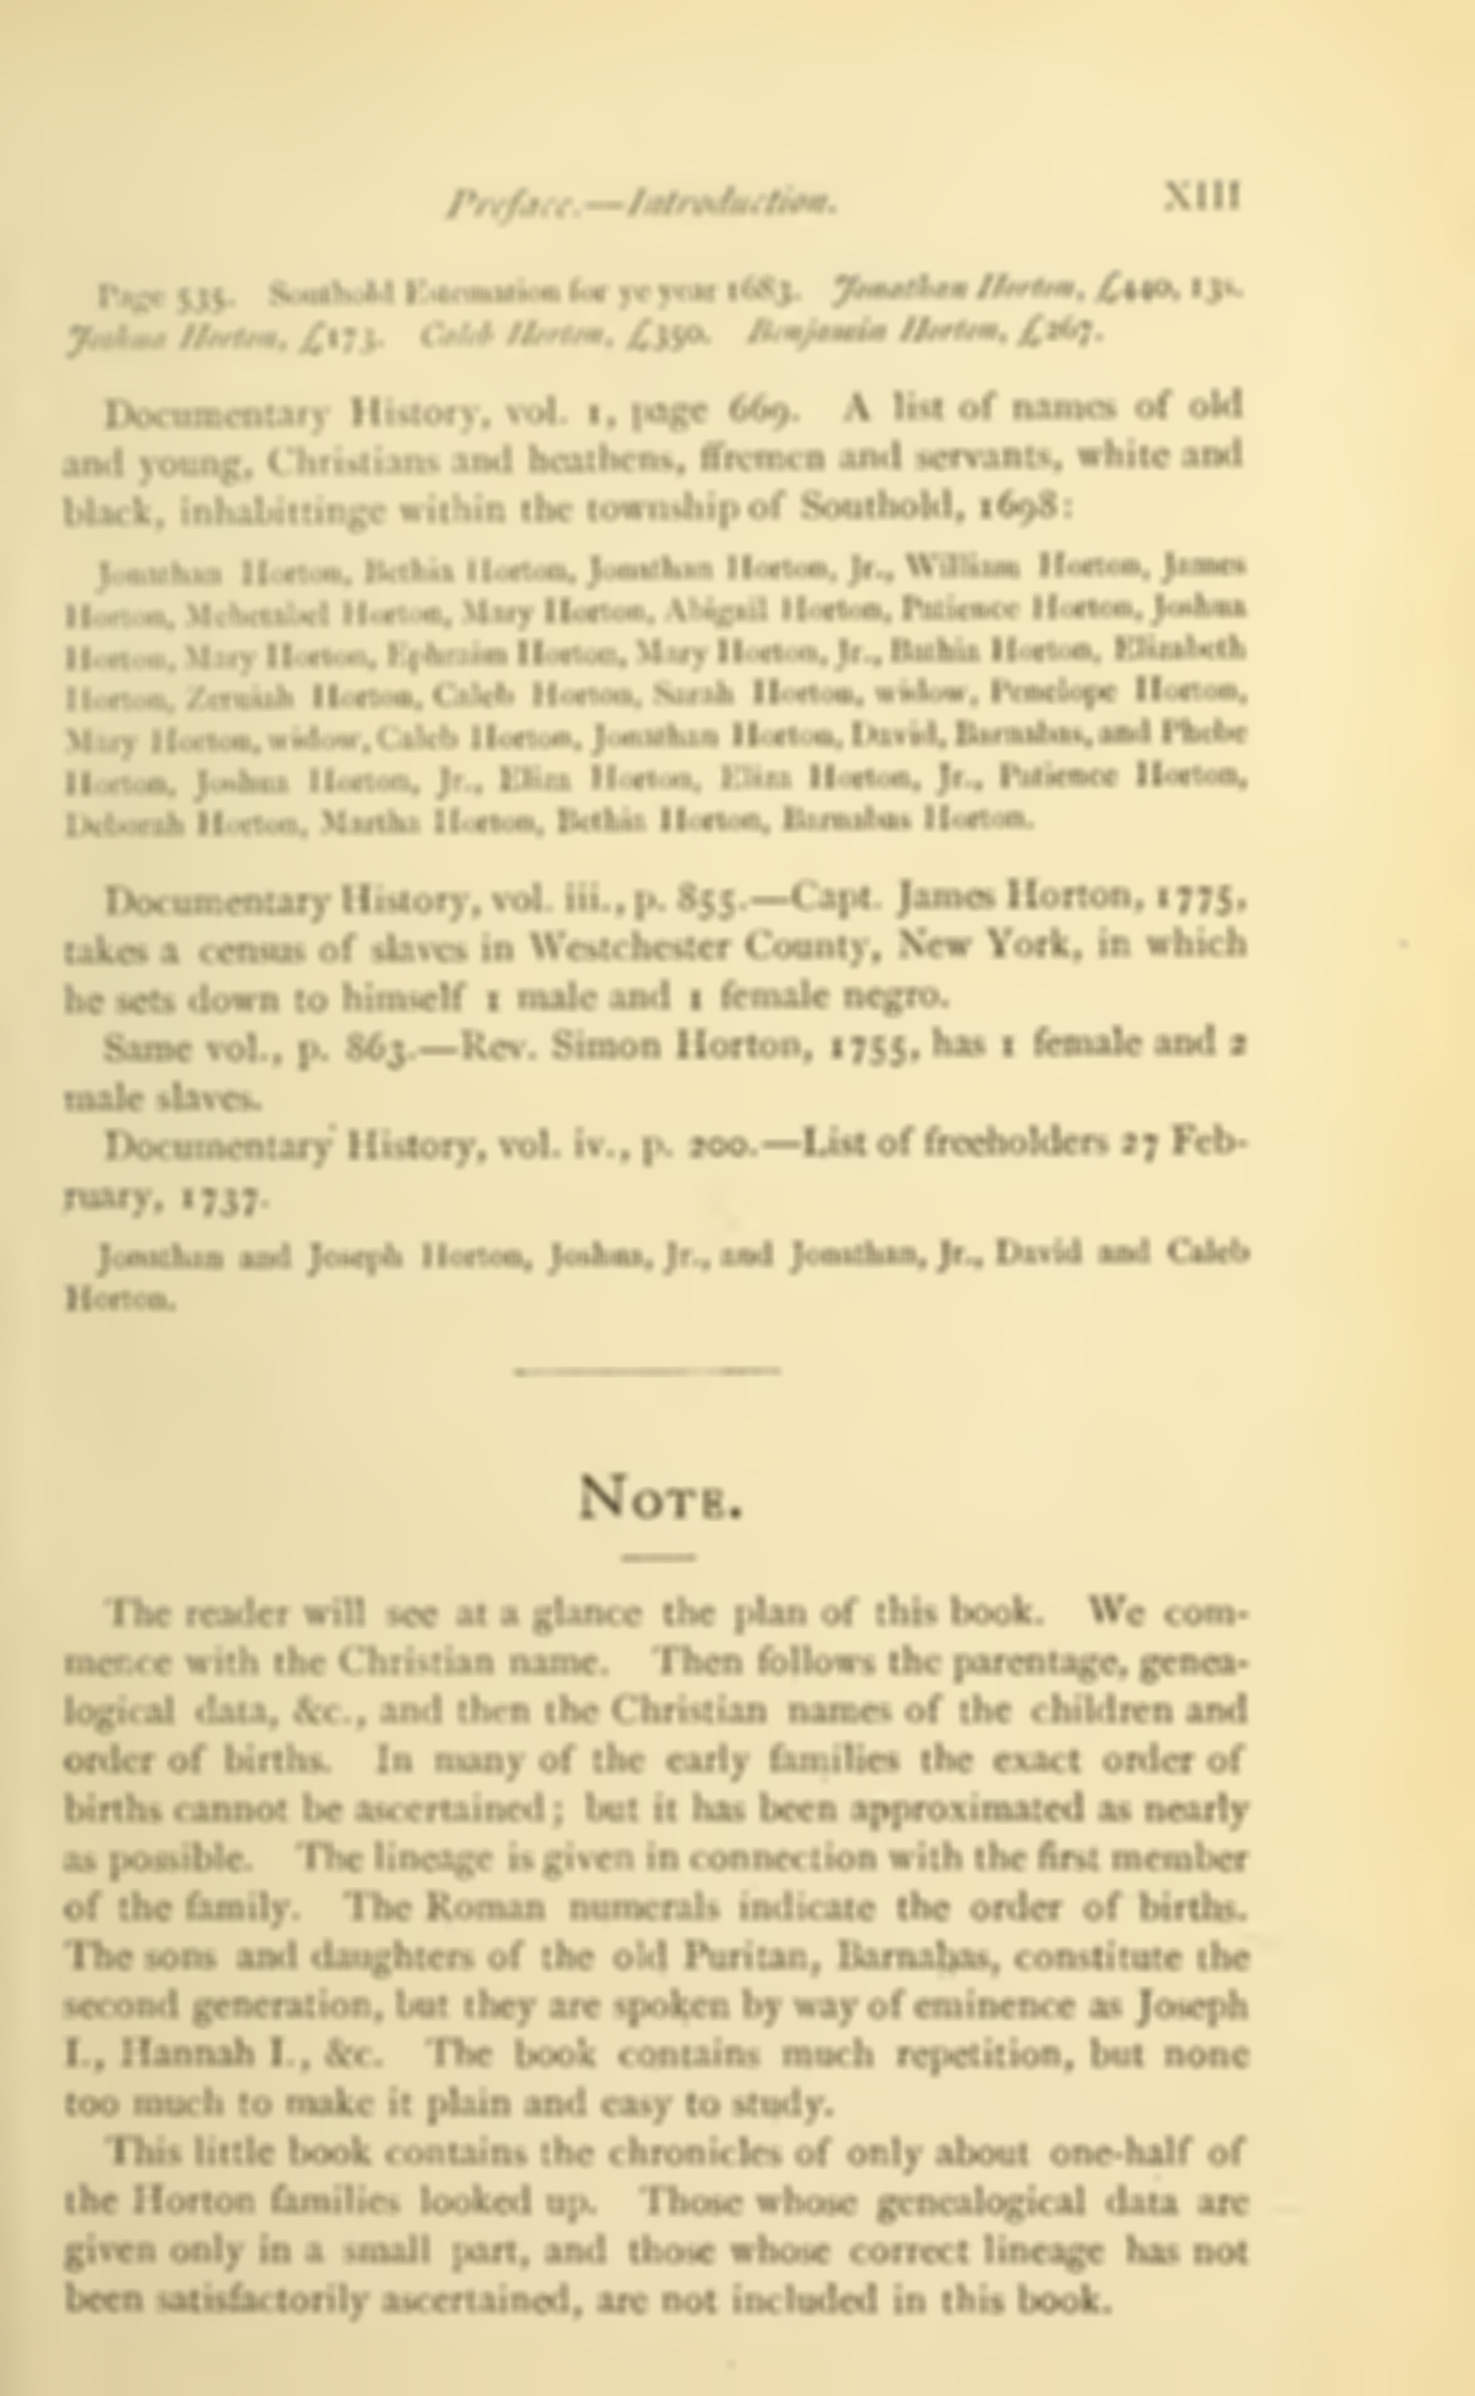 Preface.—Introduction. XIII
Page 535. Southold Estemation for ye year 1683. Jonathan Horton, £440, 13s.
Joshua Horton, £173. Caleb Horton, £350. Benjamin Horton, £267.
Documentary History, vol. 1, page 669. A list of names of old
and young, Christians and heathens, ffremen and servants, white and
black, inhabittinge within the township of Southold, 1698:
Jonathan Horton, Bethia Horton, Jonathan Horton, Jr., William Horton, James
Horton, Mehetabel Horton, Mary Horton, Abigail Horton, Patience Horton, Joshua
Horton, Mary Horton, Ephraim Horton, Mary Horton, Jr., Bathia Horton, Elizabeth
Horton, Zeruiah Horton, Caleb Horton, Sarah Horton, widow, Penelope Horton,
Mary Horton, widow, Caleb Horton, Jonathan Horton, David, Barnabas, and Phebe
Horton, Joshua Horton, Jr., Eliza Horton, Eliza Horton, Jr., Patience Horton,
Deborah Horton, Martha Horton, Bethia Horton, Barnabas Horton.
Documentary History, vol. iii., p. 855.—Capt. James Horton, 1775,
takes a census of slaves in Westchester County, New York, in which
he sets down to himself 1 male and 1 female negro.
Same vol., p. 863.—Rev. Simon Horton, 1755, has 1 female and 2
male slaves.
Documentary History, vol. iv., p. 200.—List of freeholders 27 Feb-
ruary, 1737.
Jonathan and Joseph Horton, Joshua, Jr., and Jonathan, Jr., David and Caleb
Horton.
NOTE.
The reader will see at a glance the plan of this book. We com-
mence with the Christian name. Then follows the parentage, genea-
logical data, &c., and then the Christian names of the children and
order of births. In many of the early families the exact order of
births cannot be ascertained; but it has been approximated as nearly
as possible. The lineage is given in connection with the first member
of the family. The Roman numerals indicate the order of births.
The sons and daughters of the old Puritan, Barnabas, constitute the
second generation, but they are spoken by way of eminence as Joseph
I., Hannah I., &c. The book contains much repetition, but none
too much to make it plain and easy to study.
This little book contains the chronicles of only about one-half of
the Horton families looked up. Those whose genealogical data are
given only in a small part, and those whose correct lineage has not
been satisfactorily ascertained, are not included in this book.